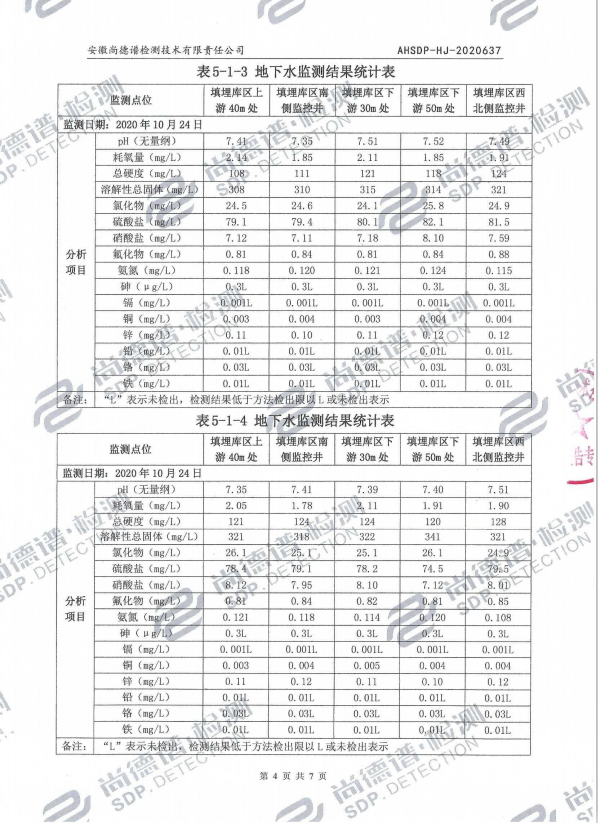 安徽尚德谱检测技术有限责任公司 AHSDP-HJ-2020637
表5-1-3 地下水监测结果统计表
监测点位 填埋库区上游 40m 处 填埋库区南侧监控井 填埋库区下游 30m 处 填埋库区下游 50m 处 填埋库区西北侧监控井
监测日期：2020 年 10 月 24 日
分析项目
pH（无量纲） 7.41 7.35 7.51 7.52 7.49
耗氧量（mg/L） 2.14 1.85 2.11 1.85 1.91
总硬度（mg/L） 108 111 121 118 124
溶解性总固体（mg/L） 308 310 315 314 321
氯化物（mg/L） 24.5 24.6 24.1 25.8 24.9
硫酸盐（mg/L） 79.1 79.4 80.1 82.1 81.5
硝酸盐（mg/L） 7.12 7.11 7.18 8.10 7.59
氟化物（mg/L） 0.81 0.84 0.81 0.84 0.88
氨氮（mg/L） 0.118 0.120 0.121 0.124 0.115
砷（μg/L） 0.3L 0.3L 0.3L 0.3L 0.3L
镉（mg/L） 0.001L 0.001L 0.001L 0.001L 0.001L
铜（mg/L） 0.003 0.004 0.003 0.004 0.004
锌（mg/L） 0.11 0.10 0.11 0.12 0.12
铅（mg/L） 0.01L 0.01L 0.01L 0.01L 0.01L
铬（mg/L） 0.03L 0.03L 0.03L 0.03L 0.03L
铁（mg/L） 0.01L 0.01L 0.01L 0.01L 0.01L
备注： “L”表示未检出，检测结果低于方法检出限以 L 或未检出表示
表5-1-4 地下水监测结果统计表
监测点位 填埋库区上游 40m 处 填埋库区南侧监控井 填埋库区下游 30m 处 填埋库区下游 50m 处 填埋库区西北侧监控井
监测日期：2020 年 10 月 24 日
分析项目
pH（无量纲） 7.35 7.41 7.39 7.40 7.51
耗氧量（mg/L） 2.05 1.78 2.11 1.91 1.90
总硬度（mg/L） 121 124 124 120 128
溶解性总固体（mg/L） 321 318 322 341 321
氯化物（mg/L） 26.1 25.1 25.1 26.1 24.9
硫酸盐（mg/L） 78.4 79.1 78.2 74.5 79.5
硝酸盐（mg/L） 8.12 7.95 8.10 7.12 8.01
氟化物（mg/L） 0.81 0.84 0.82 0.81 0.85
氨氮（mg/L） 0.121 0.118 0.114 0.120 0.108
砷（μg/L） 0.3L 0.3L 0.3L 0.3L 0.3L
镉（mg/L） 0.001L 0.001L 0.001L 0.001L 0.001L
铜（mg/L） 0.003 0.004 0.005 0.004 0.004
锌（mg/L） 0.11 0.12 0.11 0.10 0.12
铅（mg/L） 0.01L 0.01L 0.01L 0.01L 0.01L
铬（mg/L） 0.03L 0.03L 0.03L 0.03L 0.03L
铁（mg/L） 0.01L 0.01L 0.01L 0.01L 0.01L
备注： “L”表示未检出，检测结果低于方法检出限以 L 或未检出表示
第 4 页 共 7 页
尚德谱·检测
SDP.DETECTION